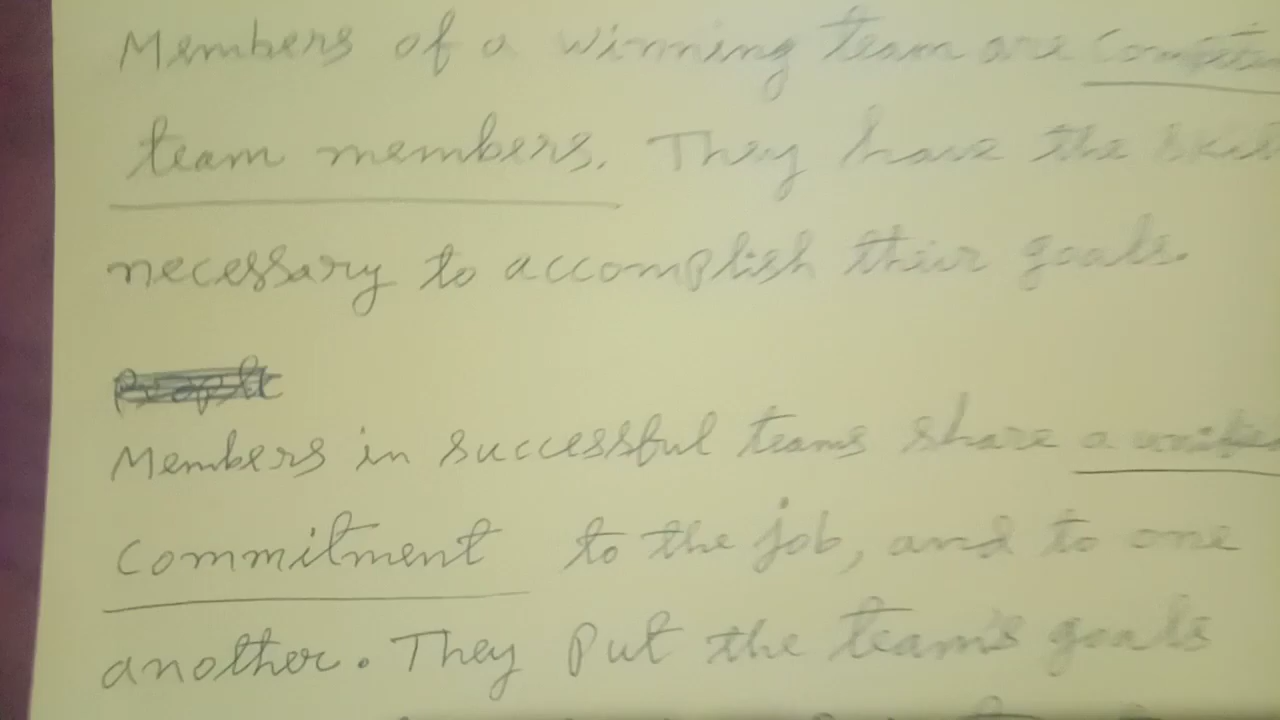 Members of a winning team are
team members. They have the
necessary to accomplish their goals.
Members in successful teams share a
commitment to the job, and to one
another. They put the team's goals